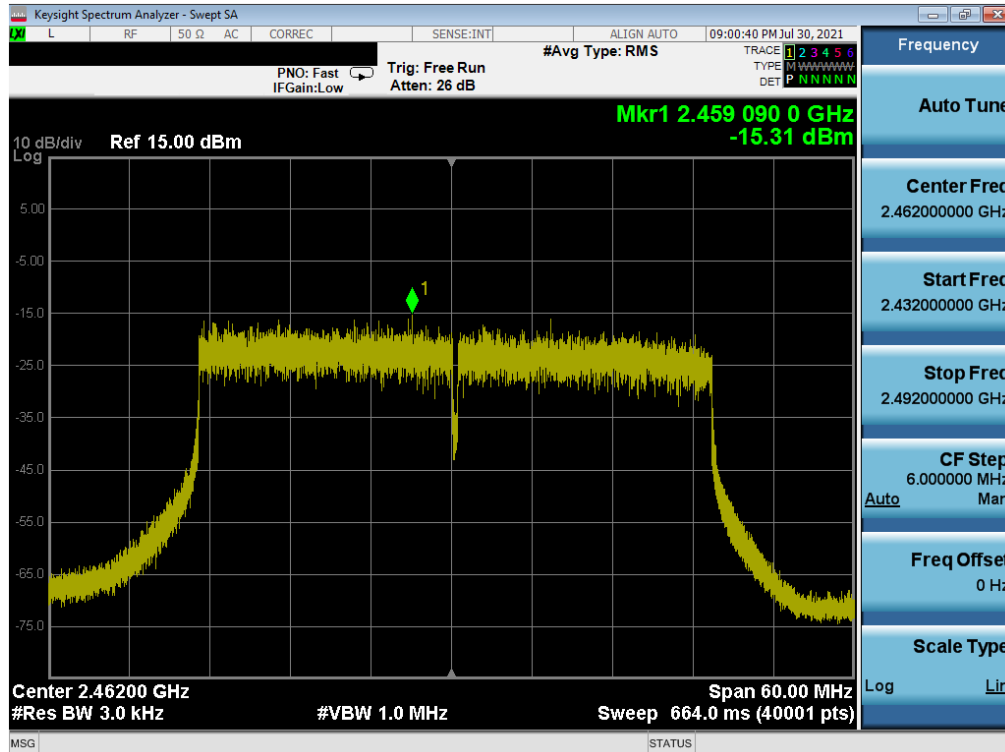 Keysight Spectrum Analyzer - Swept SA
LXI L RF 50 Ω AC CORREC SENSE:INT ALIGN AUTO 09:00:40 PM Jul 30, 2021
#Avg Type: RMS TRACE 1 2 3 4 5 6
PNO: Fast Trig: Free Run TYPE M WWWWW
IFGain:Low Atten: 26 dB DET P N N N N N
Mkr1 2.459 090 0 GHz
-15.31 dBm
10 dB/div Ref 15.00 dBm
Log
1
5.00
-5.00
-15.0
-25.0
-35.0
-45.0
-55.0
-65.0
-75.0
Center 2.46200 GHz Span 60.00 MHz
#Res BW 3.0 kHz #VBW 1.0 MHz Sweep 664.0 ms (40001 pts)
MSG STATUS
Frequency
Auto Tune
Center Freq
2.462000000 GHz
Start Freq
2.432000000 GHz
Stop Freq
2.492000000 GHz
CF Step
6.000000 MHz
Auto Man
Freq Offset
0 Hz
Scale Type
Log Lin